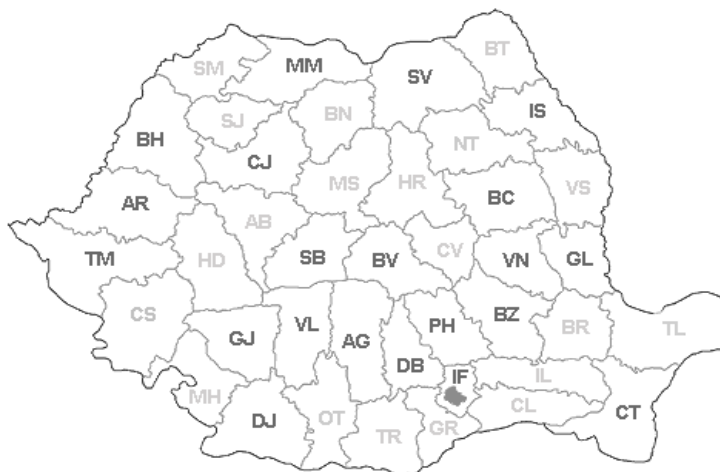 BT
SM
MM
SV
IS
SJ
BN
BH
NT
CJ
MS
HR
BC
VS
AR
AB
TM
HD
SB
BV
CV
VN
GL
CS
GJ
VL
AG
PH
BZ
BR
TL
DB
IF
IL
MH
DJ
OT
TR
GR
CL
CT